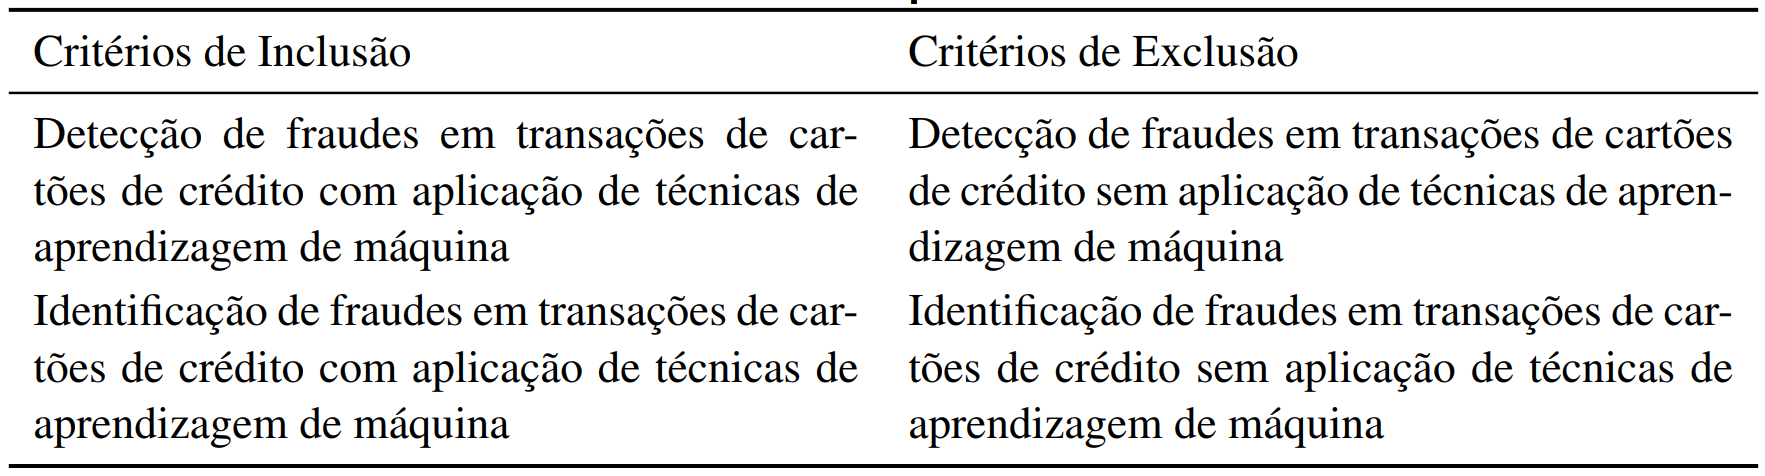 Critérios de Inclusão
Critérios de Exclusão
Detecção de fraudes em transações de car-
tões de crédito com aplicação de técnicas de
aprendizagem de máquina
Detecção de fraudes em transações de cartões
de crédito sem aplicação de técnicas de apren-
dizagem de máquina
Identificação de fraudes em transações de car-
tões de crédito com aplicação de técnicas de
aprendizagem de máquina
Identificação de fraudes em transações de car-
tões de crédito sem aplicação de técnicas de
aprendizagem de máquina